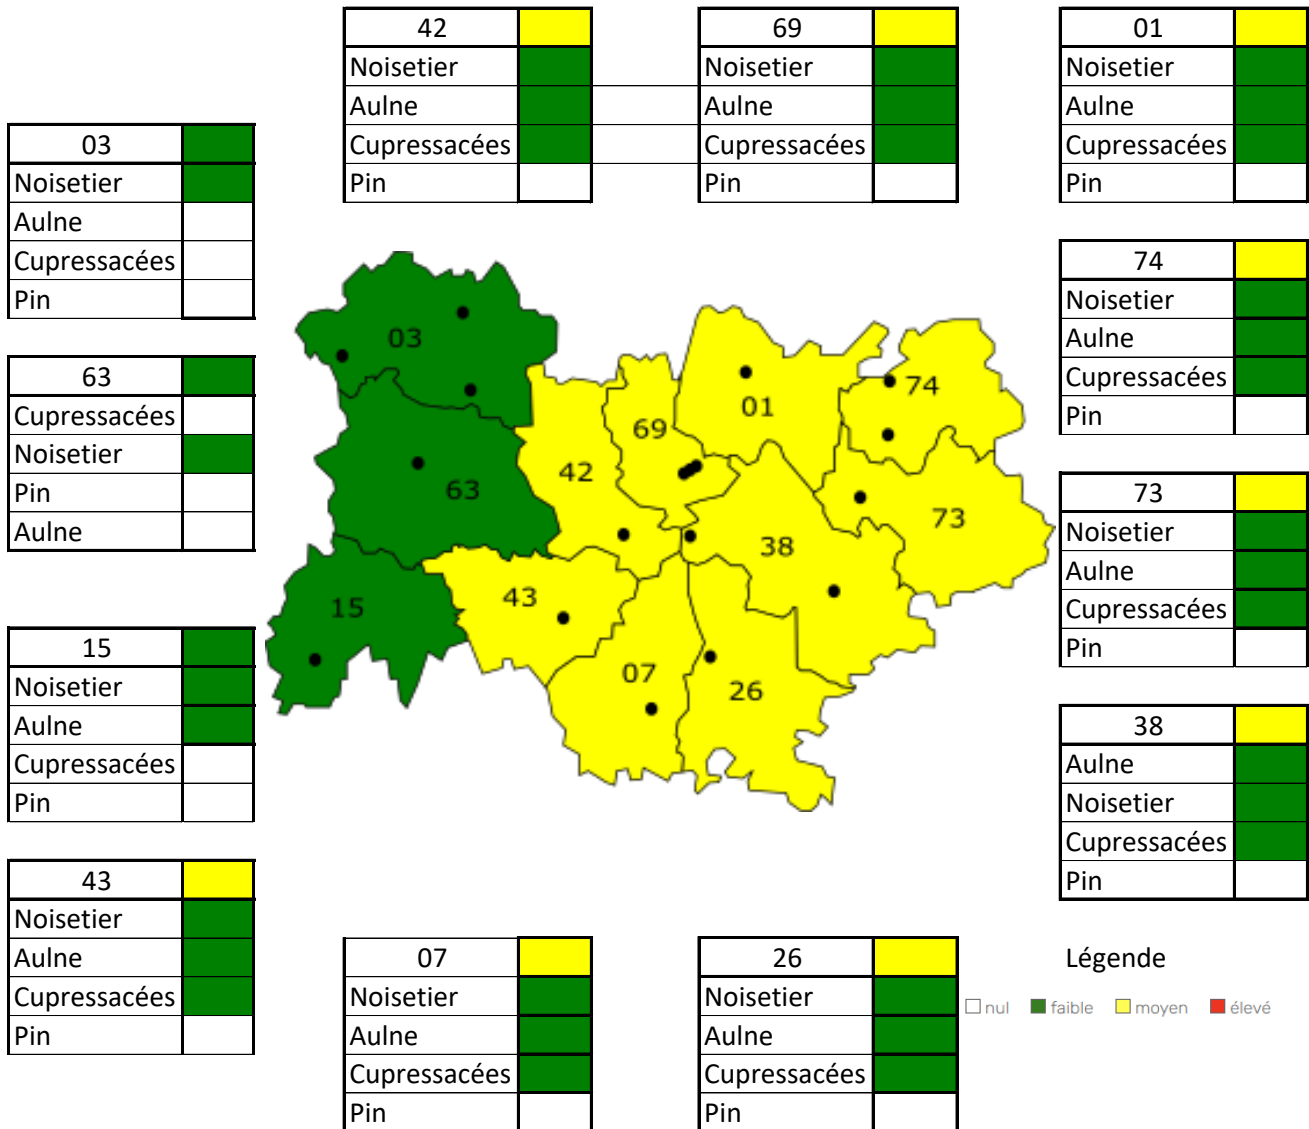 42
Noisetier
Aulne
Cupressacées
Pin
69
Noisetier
Aulne
Cupressacées
Pin
01
Noisetier
Aulne
Cupressacées
Pin
03
Noisetier
Aulne
Cupressacées
Pin
74
Noisetier
Aulne
Cupressacées
Pin
63
Cupressacées
Noisetier
Pin
Aulne
03
74
01
69
42
63
73
38
43
15
07
26
73
Noisetier
Aulne
Cupressacées
Pin
15
Noisetier
Aulne
Cupressacées
Pin
38
Aulne
Noisetier
Cupressacées
Pin
43
Noisetier
Aulne
Cupressacées
Pin
07
Noisetier
Aulne
Cupressacées
Pin
26
Noisetier
Aulne
Cupressacées
Pin
Légende
nul faible moyen élevé